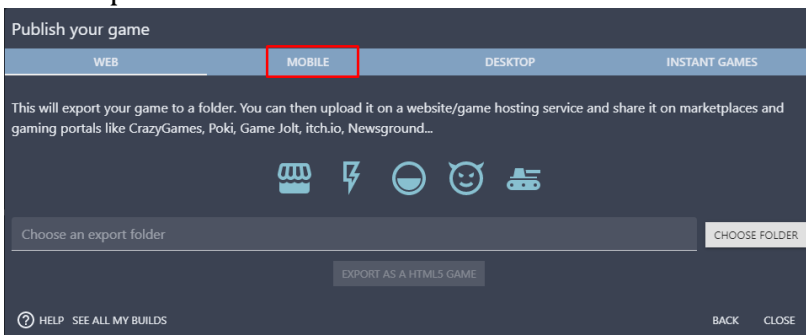 Publish your game
WEB MOBILE DESKTOP INSTANT GAMES
This will export your game to a folder. You can then upload it on a website/game hosting service and share it on marketplaces and
gaming portals like CrazyGames, Poki, Game Jolt, itch.io, Newsground...
Choose an export folder CHOOSE FOLDER
EXPORT AS A HTML5 GAME
HELP SEE ALL MY BUILDS BACK CLOSE